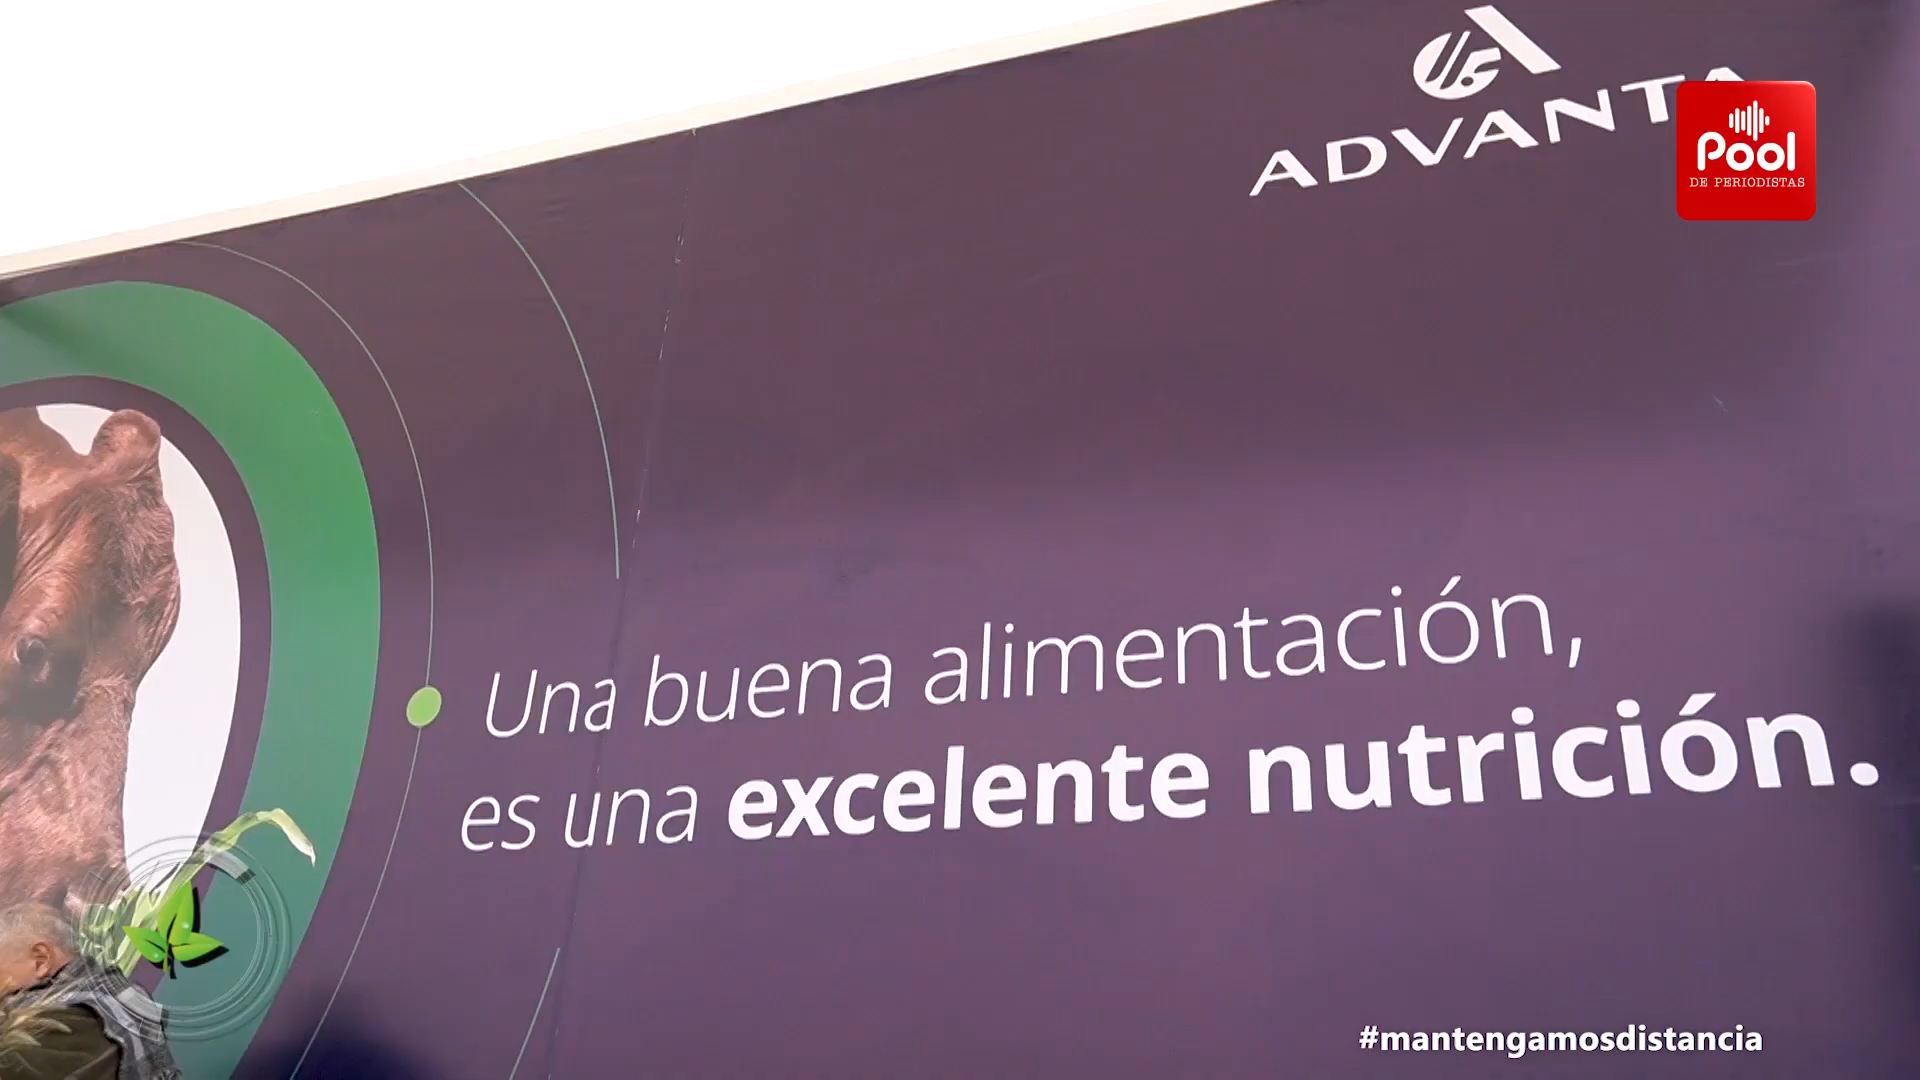 ADVANTA
Pool
DE PERIODISTAS
Una buena alimentación,
es una excelente nutrición.
#mantengamosdistancia